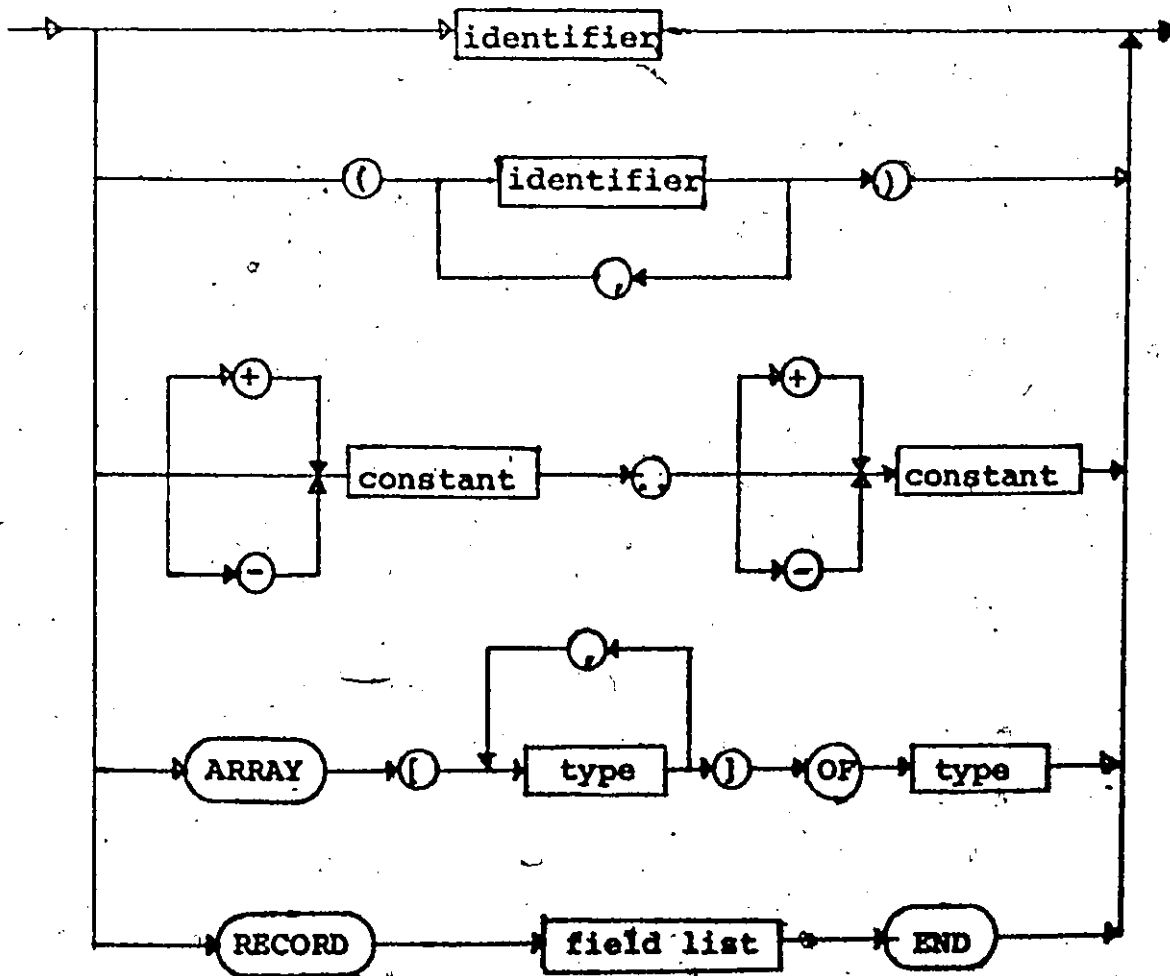 identifier
( identifier )
,
+ +
constant .. constant
- -
,
ARRAY [ type ] OF type
RECORD field list END